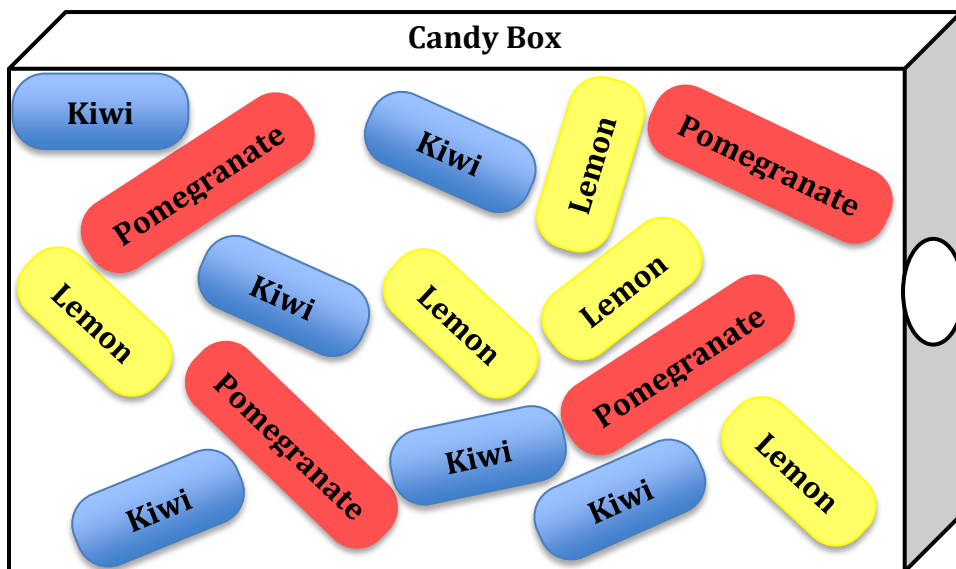 Candy Box
Kiwi
Pomegranate
Kiwi
Lemon
Pomegranate
Lemon
Kiwi
Lemon
Lemon
Pomegranate
Pomegranate
Kiwi
Kiwi
Kiwi
Lemon